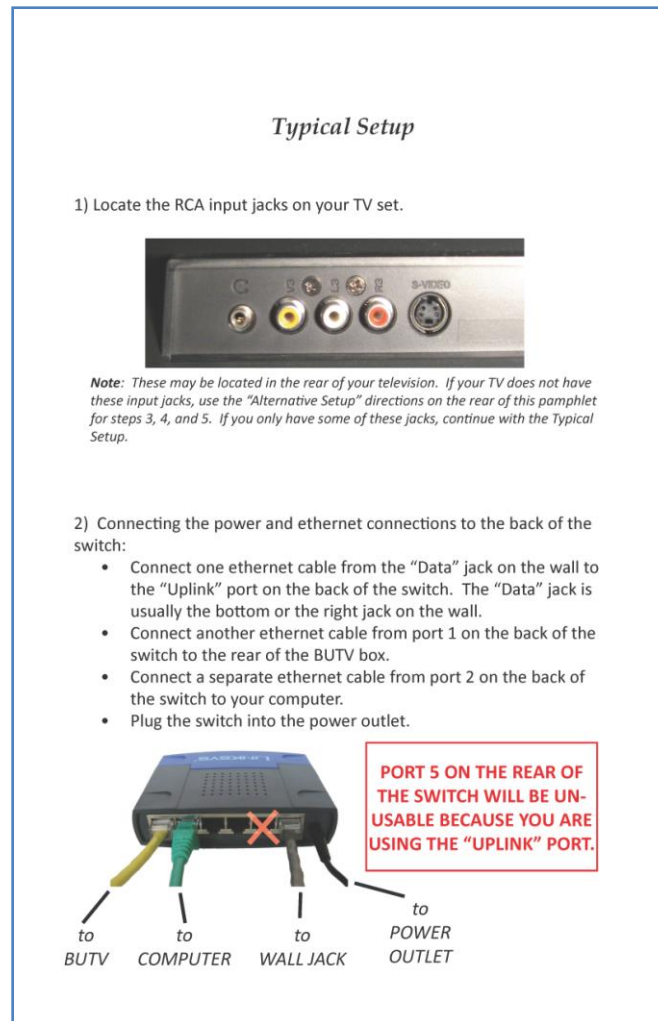 Typical Setup
1) Locate the RCA input jacks on your TV set.
S-VIDEO
Note: These may be located in the rear of your television. If your TV does not have
these input jacks, use the “Alternative Setup” directions on the rear of this pamphlet
for steps 3, 4, and 5. If you only have some of these jacks, continue with the Typical
Setup.
2) Connecting the power and ethernet connections to the back of the
switch:
• Connect one ethernet cable from the “Data” jack on the wall to
the “Uplink” port on the back of the switch. The “Data” jack is
usually the bottom or the right jack on the wall.
• Connect another ethernet cable from port 1 on the back of the
switch to the rear of the BUTV box.
• Connect a separate ethernet cable from port 2 on the back of
the switch to your computer.
• Plug the switch into the power outlet.
LINKSYS
PORT 5 ON THE REAR OF
THE SWITCH WILL BE UN-
USABLE BECAUSE YOU ARE
USING THE “UPLINK” PORT.
to
BUTV
to
COMPUTER
to
WALL JACK
to
POWER
OUTLET